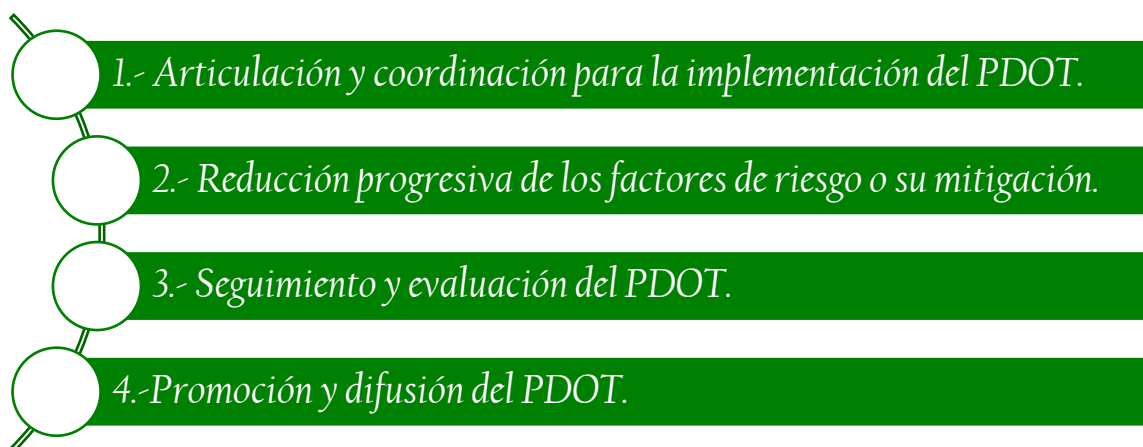 1.- Articulación y coordinación para la implementación del PDOT.
2.- Reducción progresiva de los factores de riesgo o su mitigación.
3.- Seguimiento y evaluación del PDOT.
4.-Promoción y difusión del PDOT.